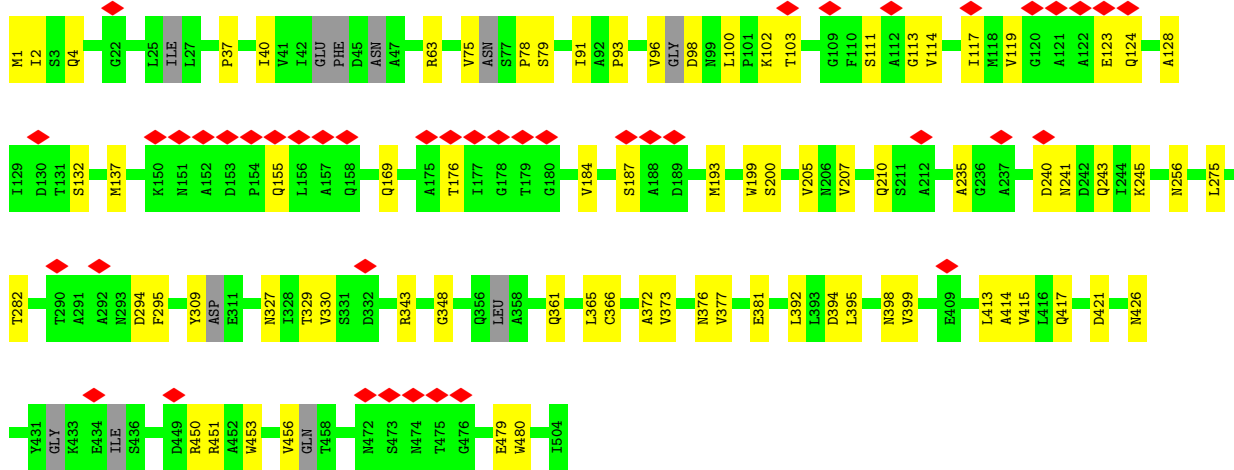 M1 I2 S3 Q4 G22 L25 ILE L27 P37 I40 V41 I42 GLU PHE D45 ASN A47 R63 V75 ASN S77 P78 S79 I91 A92 P93 V96 GLY D98 N99 L100 P101 K102 T103 G109 F110 S111 A112 G113 V114 I117 M118 V119 G120 A121 A122 E123 Q124 A128
I129 D130 T131 S132 M137 K150 N151 A152 D153 P154 Q155 L156 A157 Q158 Q169 A175 T176 I177 G178 T179 G180 V184 S187 A188 D189 M193 W199 S200 V205 N206 V207 Q210 S211 A212 A235 G236 A237 D240 N241 D242 Q243 I244 K245 N256 L275
T282 T290 A291 A292 N293 D294 F295 Y309 ASP E311 N327 I328 T329 V330 S331 D332 R343 G348 Q356 LEU A358 Q361 L365 C366 A372 V373 N376 V377 E381 L392 L393 D394 L395 N398 V399 E409 L413 A414 V415 L416 Q417 D421 N426
Y431 GLY K433 E434 ILE S436 D449 R450 R451 A452 W453 V456 GLN T458 N472 S473 N474 T475 G476 E479 W480 I504